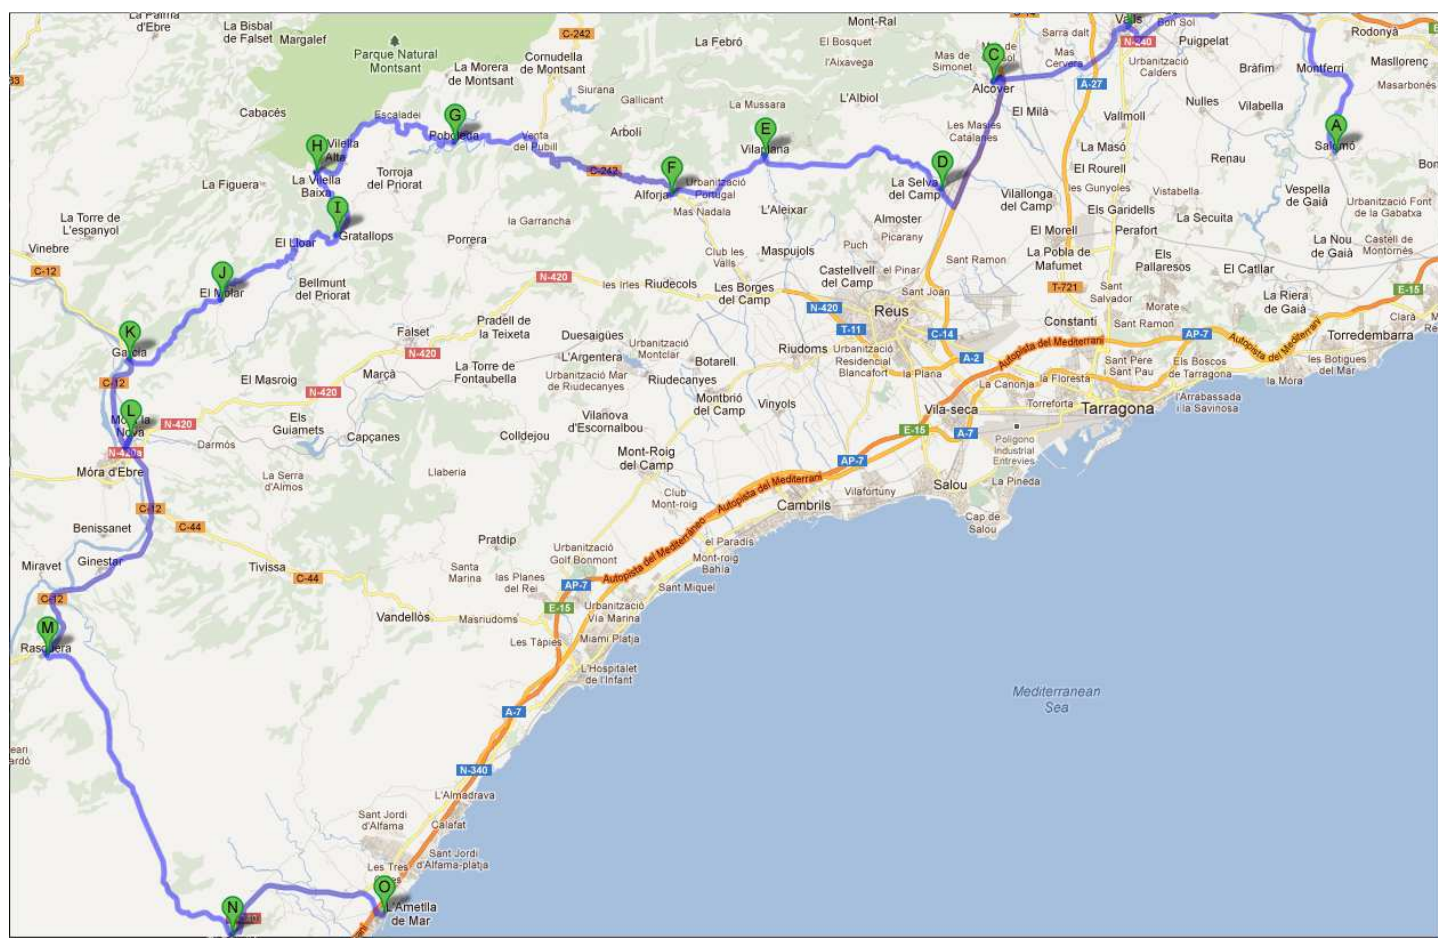 La Palma
d'Ebre
La Bisbal
de Falset
Margalef
Parque Natural
Montsant
C-242
Cornudella
de Montsant
La Morera
de Montsant
La Febró
Mont-Ral
El Bosquet
l'Aixavega
Mas de
Simonet
C
Alcover
C-14
Sarra dalt
Mas
Cervera
A-27
Valls
N-240
Bon Sol
Puigpelat
Urbanització
Calders
Bràfim
Montferri
Rodonyà
Masllorenç
Masarbonès
Nulles
Vilabella
Vallmoll
A
Salomó
Siurana
Gallicant
La Mussara
L'Albiol
El Milà
Les Masies
Catalanes
Cabacés
Escaladei
G
Poboleda
Venta
del Pubill
Arbolí
E
Vilaplana
H
Vilella
Alta
La Vilella
Baixa
Torroja
del Priorat
La Figuera
C-242
F
Alforja
Urbanització
Portugal
Mas Nadala
D
La Selva
del Camp
La Masó
El Rourell
les Gunyoles
Vistabella
Renau
Vilallonga
del Camp
Els Garidells
La Secuita
Vespella
de Gaià
Urbanització Font
de la Gabatxa
La Torre de
L'espanyol
I
Gratallops
la Garrancha
L'Aleixar
Almoster
Picarany
El Morell
Perafort
Vinebre
El Lloar
Porrera
Club les
Valls
Maspujols
Puch
La Pobla de
Mafumet
Els
Pallaresos
El Catllar
La Nou
de Gaià
Castell de
Montornès
C-12
J
El Molar
Bellmunt
del Priorat
N-420
les Iries
Riudecols
Les Borges
del Camp
Castellvell
del Camp
el Pinar
Sant Ramon
Sant Joan
T-721
Sant
Salvador
Morate
La Riera
de Gaià
E-15
Clarà
Torredembarra
K
Garcia
Falset
N-420
Pradell de
la Teixeta
Duesaigües
Urbanització
Montclar
N-420
Reus
T-11
C-14
Constantí
Sant Ramon
AP-7
Autopista del Mediterrani
L'Argentera
Botarell
Riudoms
Urbanització
Residencial
Blancafort
A-2
Autopista del Mediterrani
Sant Pere
i Sant Pau
Els Boscos
de Tarragona
la Móra
les Botigues
del Mar
C-12
El Masroig
Marçà
La Torre de
Fontaubella
Urbanització Mar
de Riudecanyes
Riudecanyes
la Plana
La Canonja
la Floresta
l'Arrabassada
i la Savinosa
N-420
L
Móra la
Nova
N-420
Els
Guiamets
Capçanes
Colldejou
Vilanova
d'Escornalbou
Montbrió
del Camp
Vinyols
Vila-seca
Torreforta
Tarragona
Darmós
N-420a
E-15
A-7
Poligono
Industrial
Entrevies
Móra d'Ebre
La Serra
d'Almos
Llaberia
Mont-Roig
del Camp
AP-7
Autopista del Mediterrani
Salou
La Pineda
Vilafortuny
Cambrils
Club
Mont-roig
Cap de
Salou
C-12
Benissanet
C-44
Pratdip
Urbanització
Golf Bonmont
el Paradís
Mont-roig
Bahía
Autopista del Mediterráneo
Miravet
Ginestar
Tivissa
C-44
Santa
Marina
las Planes
del Rei
AP-7
Sant Miquel
C-12
E-15
Urbanització
Via Marina
Vandellòs
Masriudoms
M
Rasquera
Les Tàpies
Miami Platja
L'Hospitalet
de l'Infant
Mediterranean
Sea
A-7
N-340
L'Almadrava
Sant Jordi
d'Alfama
Calafat
Sant Jordi
d'Alfama-platja
Les Tres
O
L'Ametlla
de Mar
N